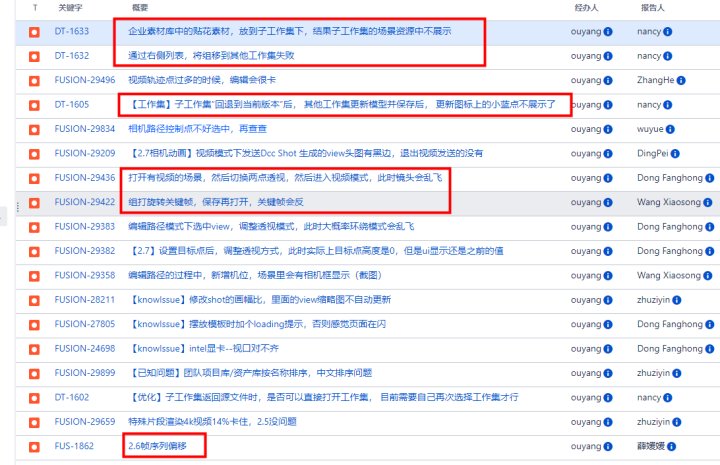 T 关键字 概要 经办人 报告人
DT-1633 企业素材库中的贴花素材，放到子工作集下，结果子工作集的场景资源中不展示 ouyang nancy
DT-1632 通过右侧列表，将组移到其他工作集失败 ouyang nancy
FUSION-29496 视频轨迹点过多的时候，编辑会很卡 ouyang ZhangHe
DT-1605 【工作集】子工作集"回退到当前版本"后， 其他工作集更新模型并保存后， 更新图标上的小蓝点不展示了 ouyang nancy
FUSION-29834 相机路径控制点不好选中，再查查 ouyang wuyue
FUSION-29209 【2.7相机动画】视频模式下发送Dcc Shot 生成的view头图有黑边，退出视频发送的没有 ouyang DingPei
FUSION-29436 打开有视频的场景，然后切换两点透视，然后进入视频模式，此时镜头会乱飞 ouyang Dong Fanghong
FUSION-29422 组打旋转关键帧，保存再打开，关键帧会反 ouyang Wang Xiaosong
FUSION-29383 编辑路径模式下选中view，调整透视模式，此时大概率环绕模式会乱飞 ouyang Dong Fanghong
FUSION-29382 【2.7】设置目标点后，调整透视方式，此时实际上目标点高度是0，但是ui显示还是之前的值 ouyang Dong Fanghong
FUSION-29358 编辑路径的过程中，新增机位，场景里会有相机框显示（截图） ouyang Wang Xiaosong
FUSION-28211 【knowIssue】修改shot的画幅比，里面的view缩略图不自动更新 ouyang zhuziyin
FUSION-27805 【knowIssue】摆放模板时加个loading提示，否则感觉页面在闪 ouyang Dong Fanghong
FUSION-24698 【knowIssue】intel显卡--视口对不齐 ouyang Dong Fanghong
FUSION-29899 【已知问题】团队项目库/资产库按名称排序，中文排序问题 ouyang zhuziyin
DT-1602 【优化】子工作集返回源文件时，是否可以直接打开工作集， 目前需要自己再次选择工作集才行 ouyang nancy
FUSION-29659 特殊片段渲染4k视频14%卡住，2.5没问题 ouyang zhuziyin
FUS-1862 2.6帧序列偏移 ouyang 薛媛媛